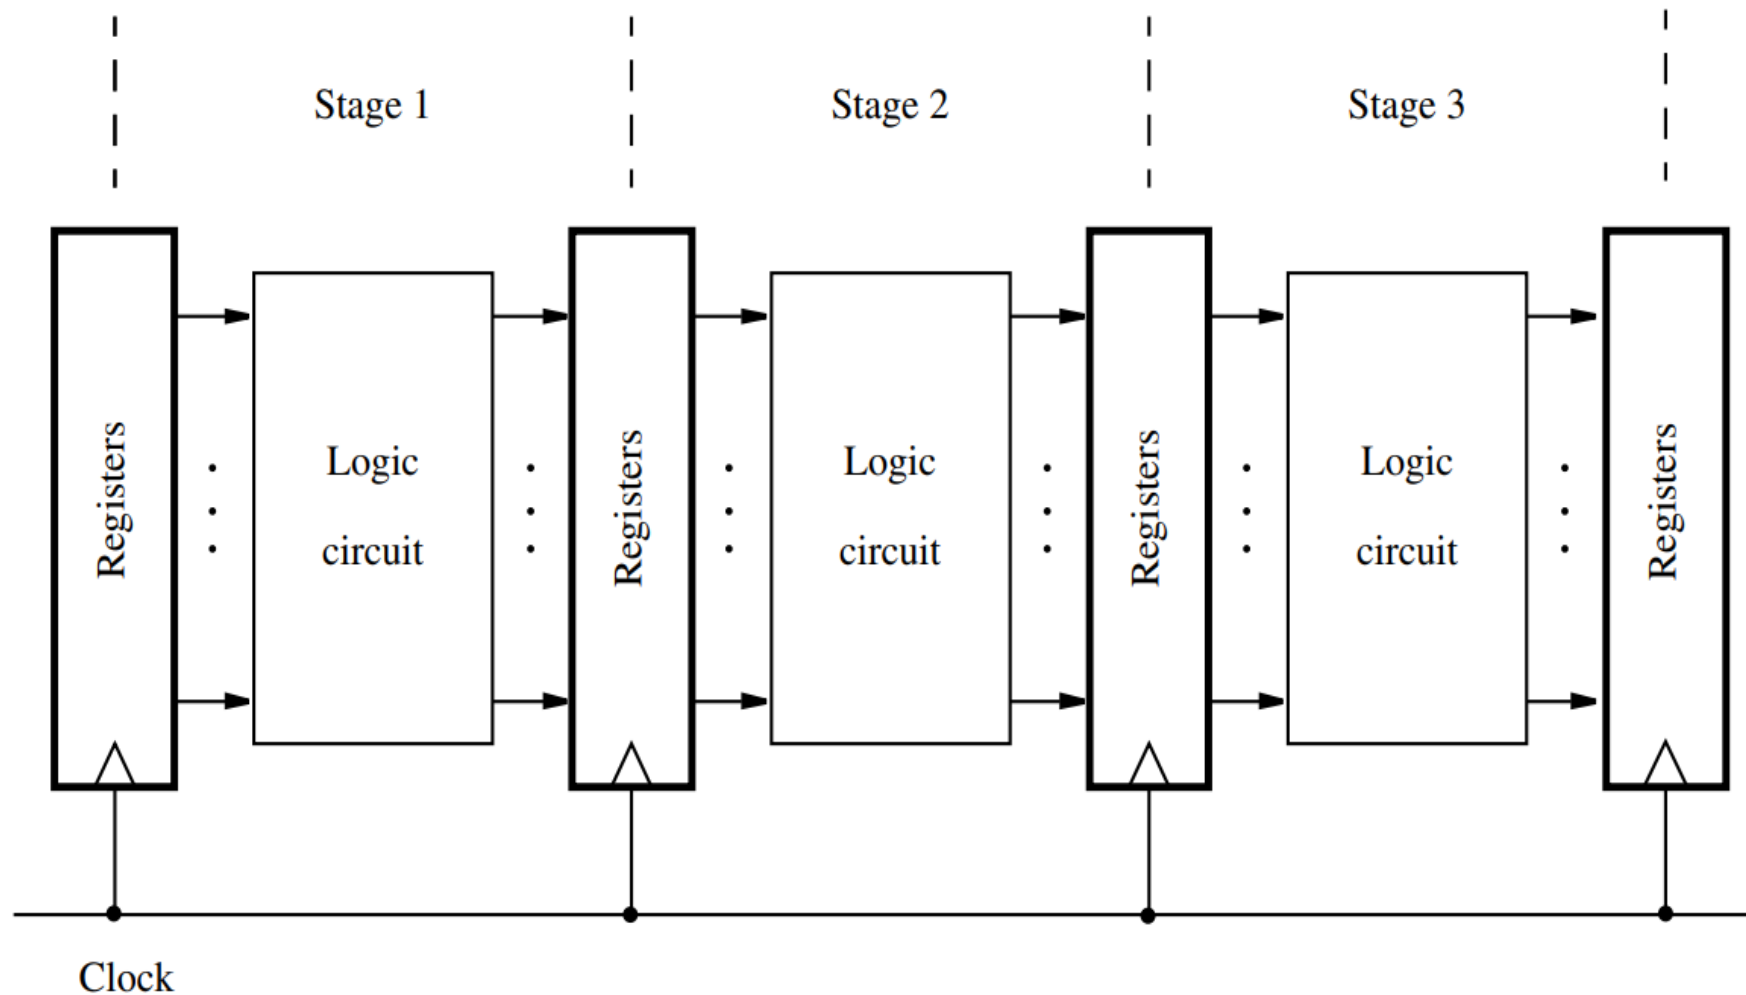 Stage 1
Stage 2
Stage 3
Registers
Logic
circuit
Registers
Logic
circuit
Registers
Logic
circuit
Registers
Clock